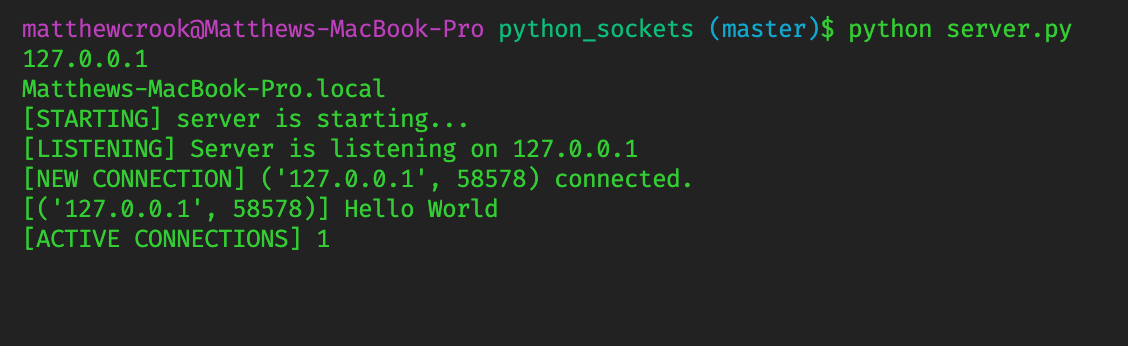 matthewcrook@Matthews-MacBook-Pro python_sockets (master)$ python server.py
127.0.0.1
Matthews-MacBook-Pro.local
[STARTING] server is starting...
[LISTENING] Server is listening on 127.0.0.1
[NEW CONNECTION] ('127.0.0.1', 58578) connected.
[('127.0.0.1', 58578)] Hello World
[ACTIVE CONNECTIONS] 1